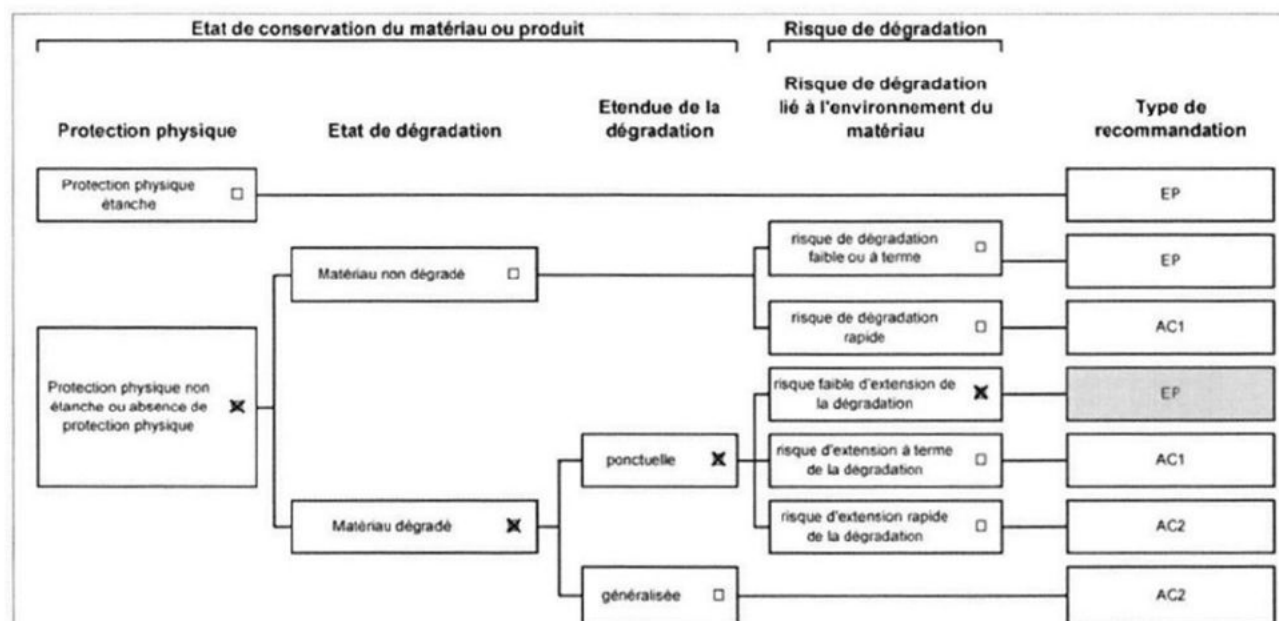 Etat de conservation du matériau ou produit
Risque de dégradation
Protection physique
Etat de dégradation
Etendue de la
dégradation
Risque de dégradation
lié à l'environnement du
matériau
Type de
recommandation
Protection physique
étanche
EP
Matériau non dégradé
risque de dégradation
faible ou à terme
EP
risque de dégradation
rapide
AC1
Protection physique non
étanche ou absence de
protection physique
risque faible d'extension de
la dégradation
EP
ponctuelle
risque d'extension à terme
de la dégradation
AC1
Matériau dégradé
risque d'extension rapide
de la dégradation
AC2
généralisée
AC2